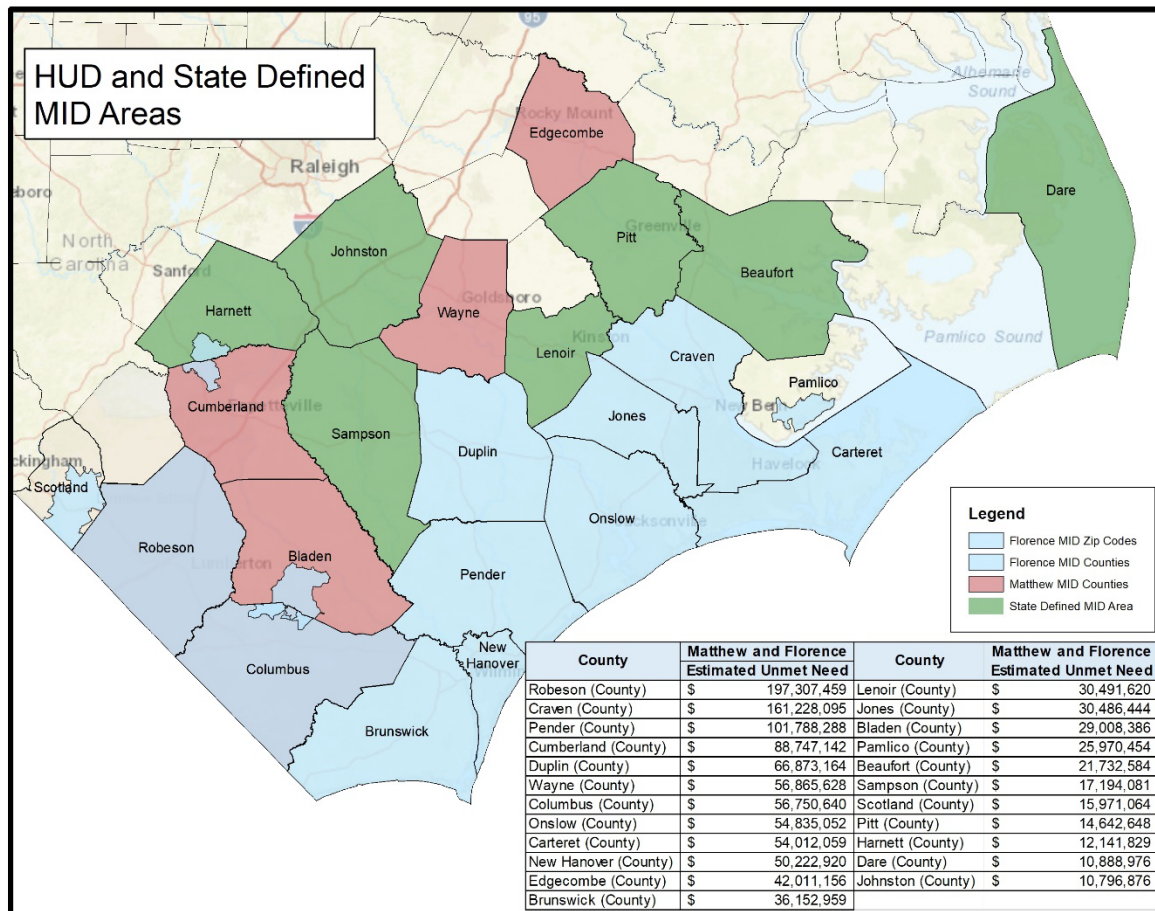 HUD and State Defined
MID Areas
95
Albemarle
Sound
Rocky Mount
Edgecombe
Raleigh
Dare
Greenville
Pitt
North
Carolina
Sanford
Johnston
Beaufort
Harnett
Goldsboro
Wayne
Kinston
Lenoir
Craven
Pamlico Sound
Pamlico
Cumberland
New Bern
Jones
Sampson
Duplin
Carteret
Havelock
Scotland
Onslow
Jacksonville
Robeson
Bladen
Lumberton
Pender
Columbus
New
Hanover
Brunswick
Legend
Florence MID Zip Codes
Florence MID Counties
Matthew MID Counties
State Defined MID Area
County Matthew and Florence Estimated Unmet Need County Matthew and Florence Estimated Unmet Need
Robeson (County) $ 197,307,459 Lenoir (County) $ 30,491,620
Craven (County) $ 161,228,095 Jones (County) $ 30,486,444
Pender (County) $ 101,788,288 Bladen (County) $ 29,008,386
Cumberland (County) $ 88,747,142 Pamlico (County) $ 25,970,454
Duplin (County) $ 66,873,164 Beaufort (County) $ 21,732,584
Wayne (County) $ 56,865,628 Sampson (County) $ 17,194,081
Columbus (County) $ 56,750,640 Scotland (County) $ 15,971,064
Onslow (County) $ 54,835,052 Pitt (County) $ 14,642,648
Carteret (County) $ 54,012,059 Harnett (County) $ 12,141,829
New Hanover (County) $ 50,222,920 Dare (County) $ 10,888,976
Edgecombe (County) $ 42,011,156 Johnston (County) $ 10,796,876
Brunswick (County) $ 36,152,959